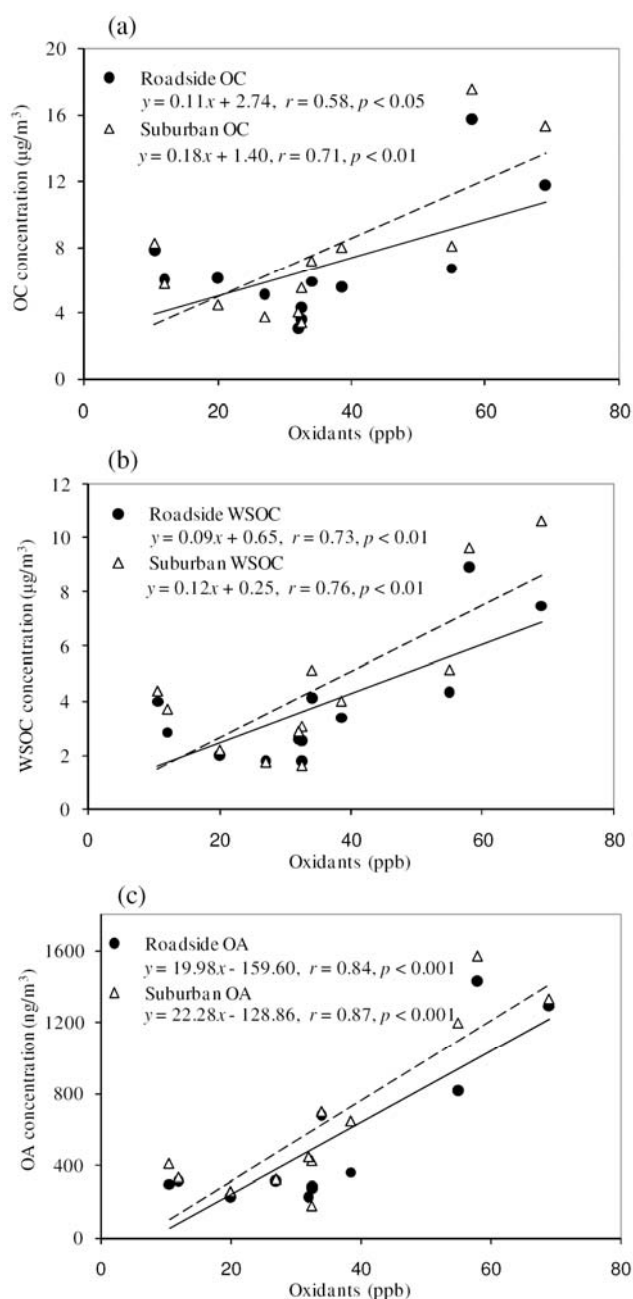 (a)
20
16
12
8
4
0
OC concentration (µg/m³)
● Roadside OC
y = 0.11x + 2.74, r = 0.58, p < 0.05
△ Suburban OC
y = 0.18x + 1.40, r = 0.71, p < 0.01
0 20 40 60 80
Oxidants (ppb)
(b)
12
10
8
6
4
2
0
WSOC concentration (µg/m³)
● Roadside WSOC
y = 0.09x + 0.65, r = 0.73, p < 0.01
△ Suburban WSOC
y = 0.12x + 0.25, r = 0.76, p < 0.01
0 20 40 60 80
Oxidants (ppb)
(c)
1600
1200
800
400
0
OA concentration (ng/m³)
● Roadside OA
y = 19.98x - 159.60, r = 0.84, p < 0.001
△ Suburban OA
y = 22.28x - 128.86, r = 0.87, p < 0.001
0 20 40 60 80
Oxidants (ppb)